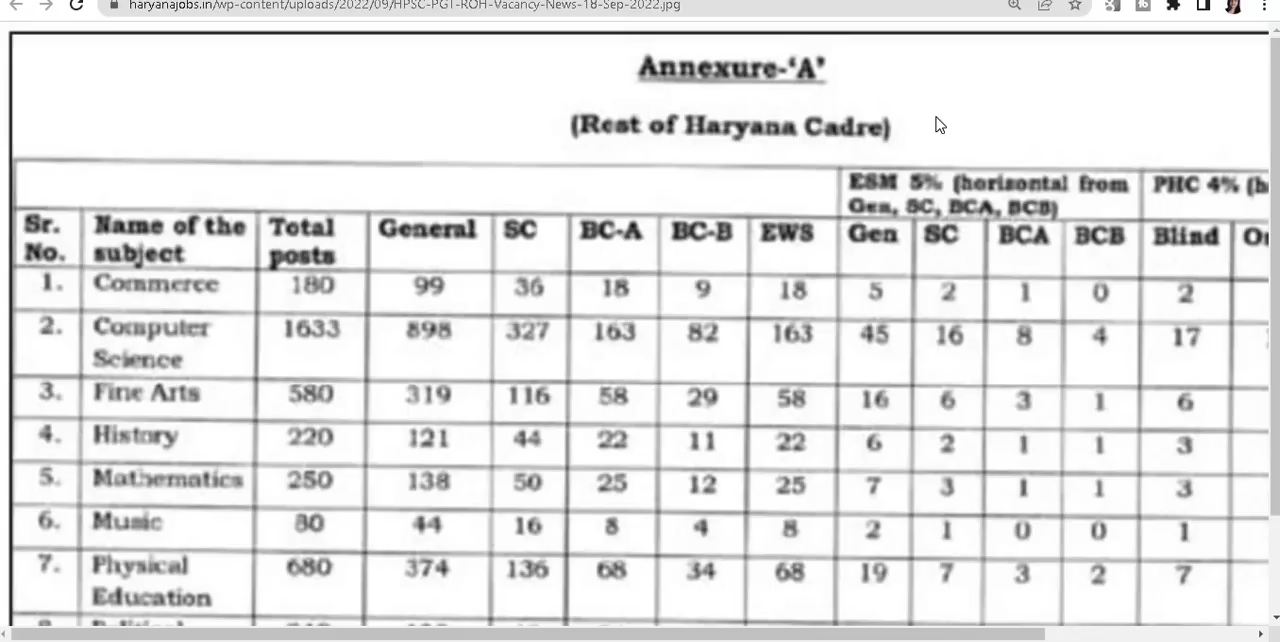 haryanajobs.in/wp-content/uploads/2022/09/HPSC-PGT-ROH-Vacancy-News-18-Sep-2022.jpg
Annexure-‘A’
(Rest of Haryana Cadre)
ESM 5% (horizontal from Gen, SC, BCA, BCB) PHC 4% (h
Sr. No. Name of the subject Total posts General SC BC-A BC-B EWS Gen SC BCA BCB Blind Or
1. Commerce 180 99 36 18 9 18 5 2 1 0 2
2. Computer Science 1633 898 327 163 82 163 45 16 8 4 17
3. Fine Arts 580 319 116 58 29 58 16 6 3 1 6
4. History 220 121 44 22 11 22 6 2 1 1 3
5. Mathematics 250 138 50 25 12 25 7 3 1 1 3
6. Music 80 44 16 8 4 8 2 1 0 0 1
7. Physical Education 680 374 136 68 34 68 19 7 3 2 7